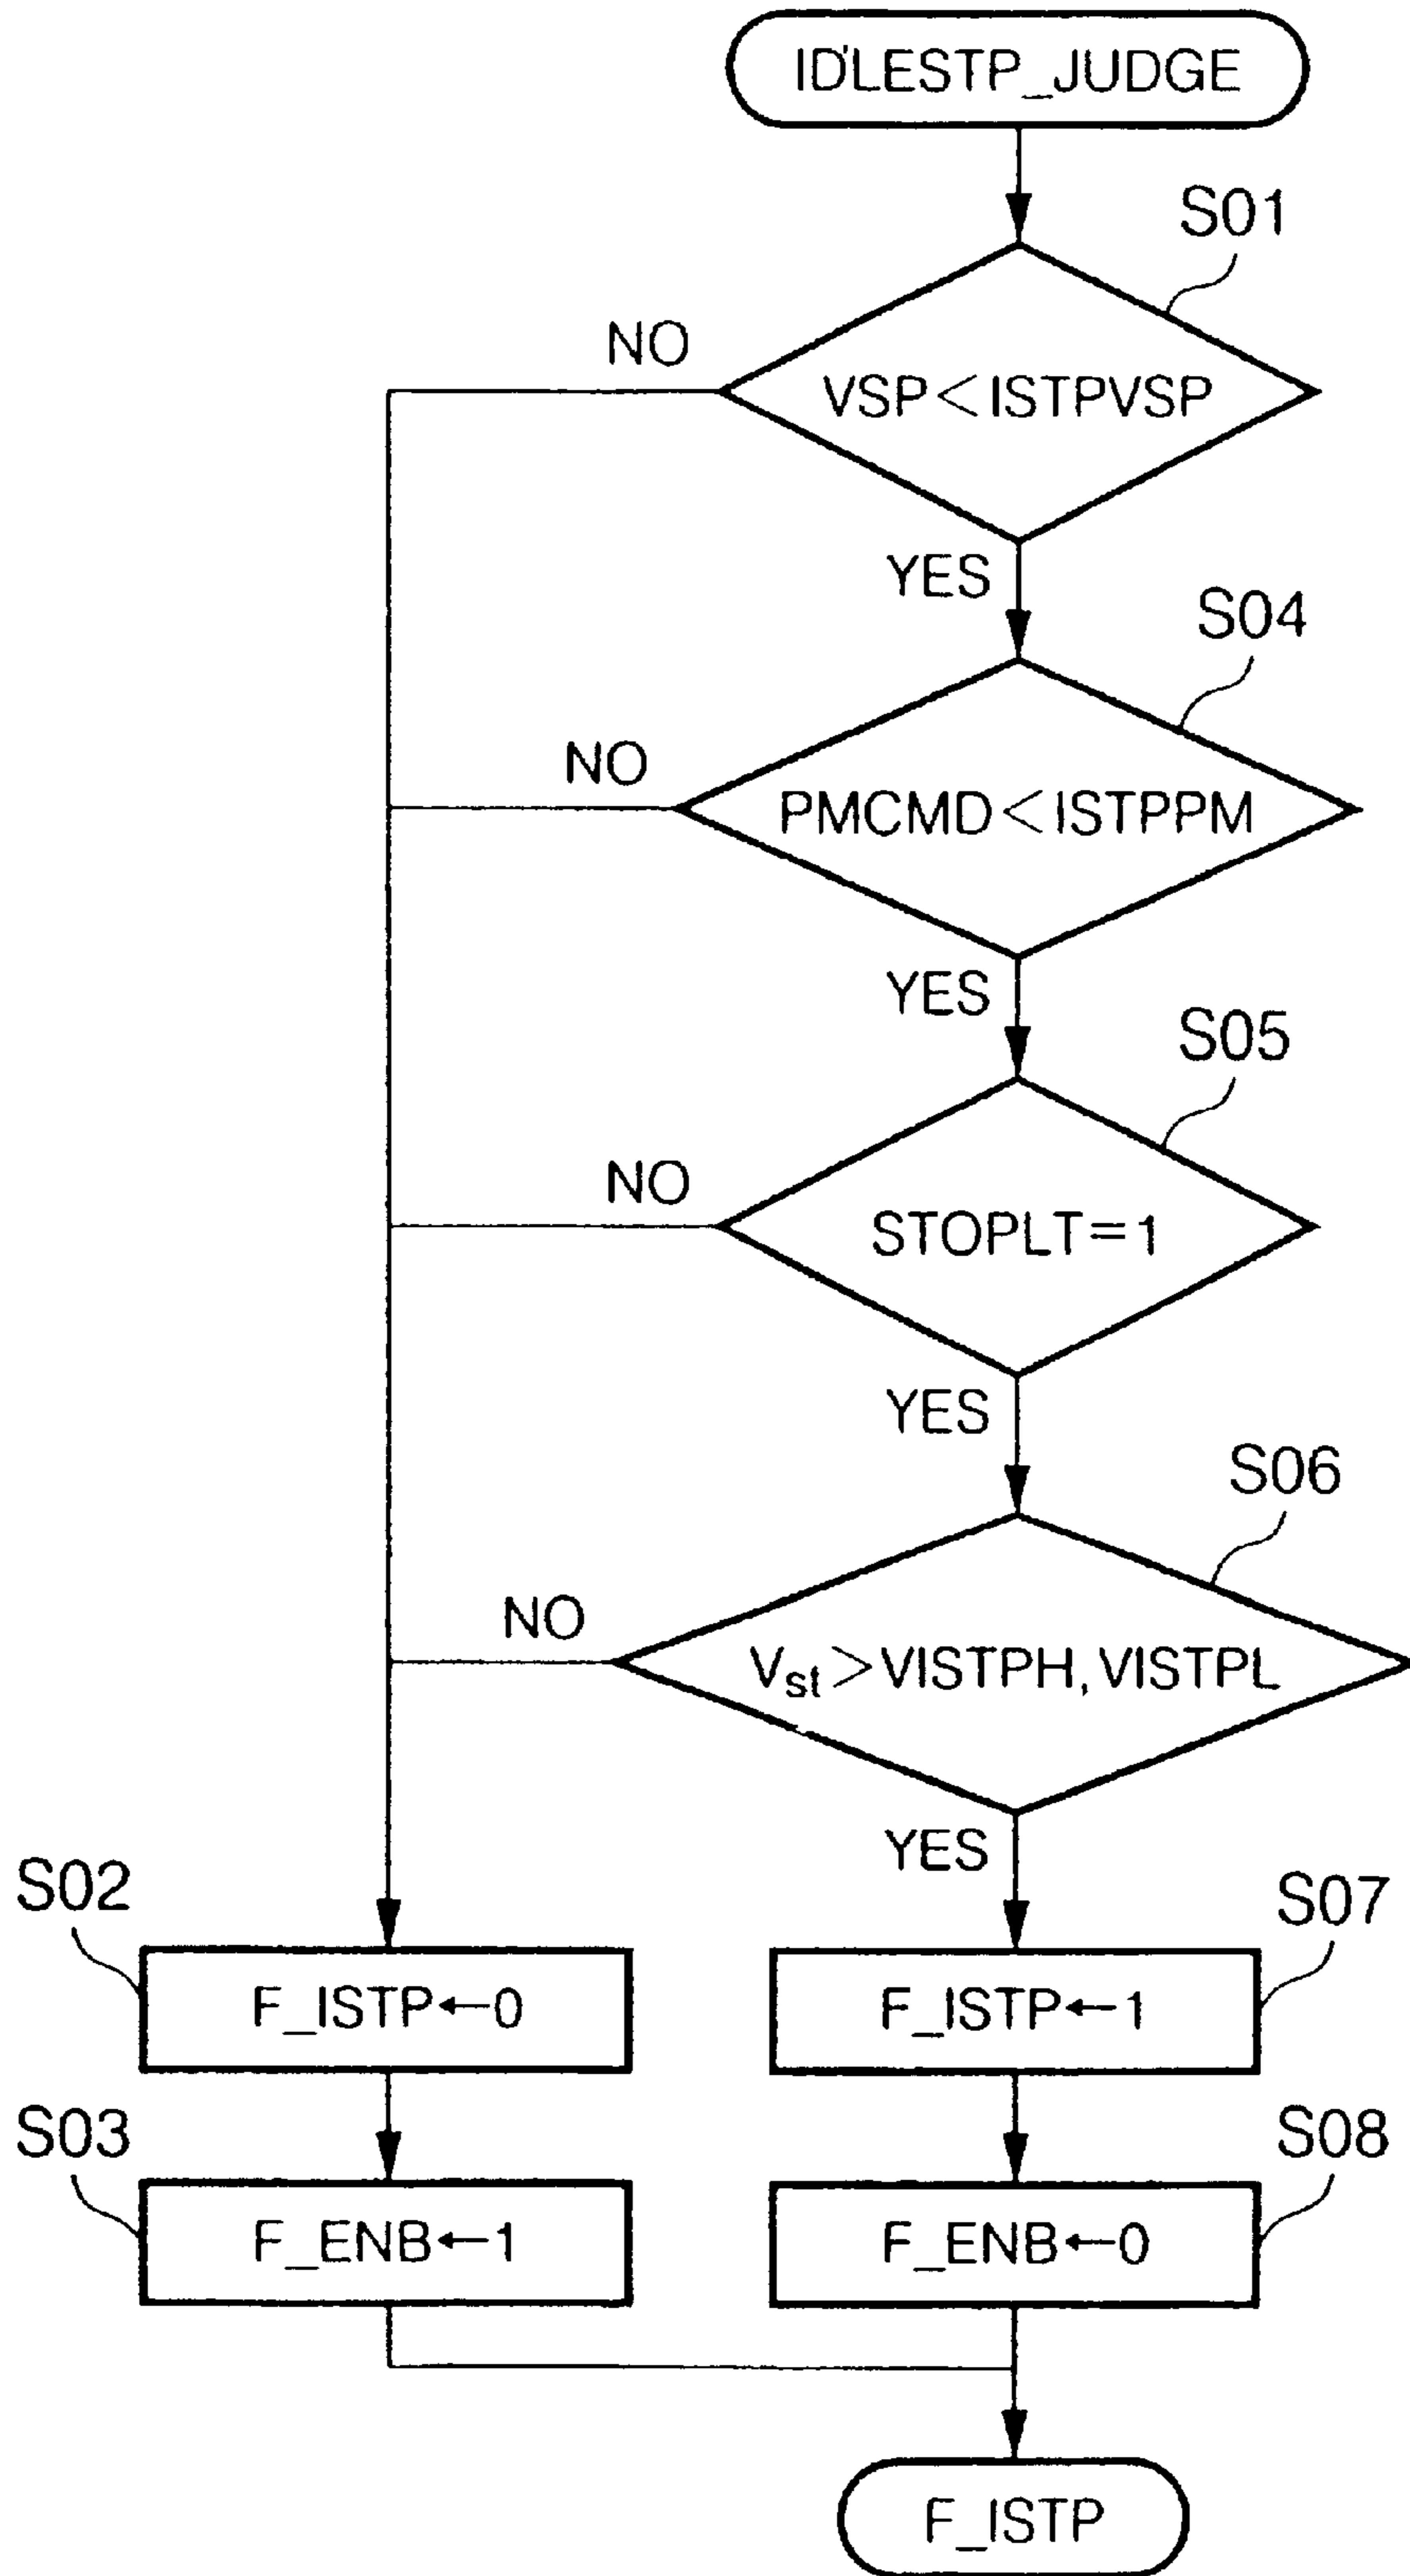 IDLESTP_JUDGE
S01
NO
VSP<ISTPVSP
YES
S04
NO
PMCMD<ISTPPM
YES
S05
NO
STOPLT=1
YES
S06
NO
Vst>VISTPH,VISTPL
YES
S02
S07
F_ISTP←0
F_ISTP←1
S03
S08
F_ENB←1
F_ENB←0
F_ISTP